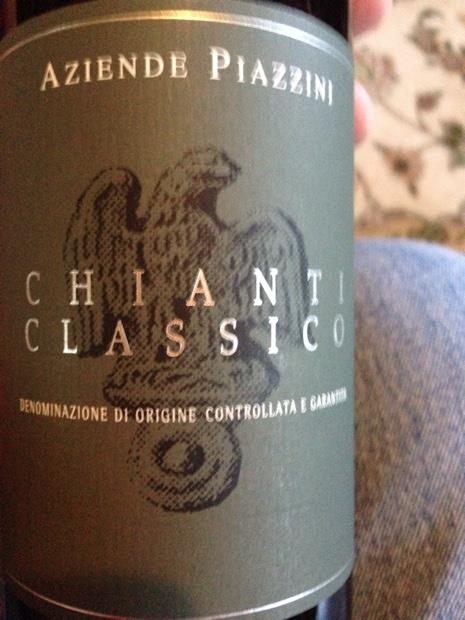 AZIENDE PIAZZINI
CHIANTI
CLASSICO
DENOMINAZIONE DI ORIGINE CONTROLLATA E GARANTITA